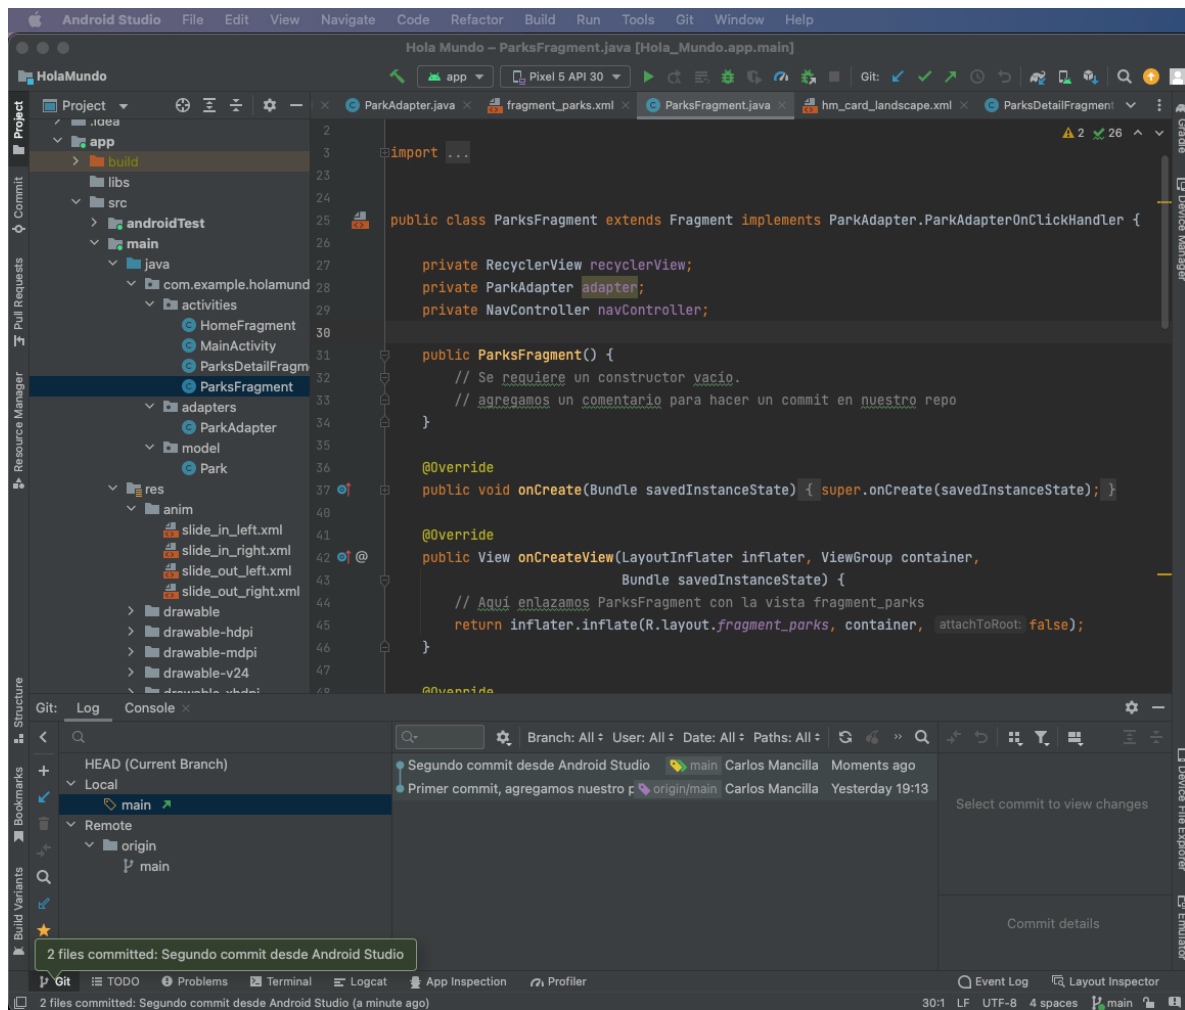 Android Studio File Edit View Navigate Code Refactor Build Run Tools Git Window Help
Hola Mundo – ParksFragment.java [Hola_Mundo.app.main]
HolaMundo app Pixel 5 API 30 Git:
Project ParkAdapter.java fragment_parks.xml ParksFragment.java hm_card_landscape.xml ParksDetailFragment
Project
Commit
Pull Requests
Resource Manager
Structure
Bookmarks
Build Variants
.idea
app
build
libs
src
androidTest
main
java
com.example.holamund
activities
HomeFragment
MainActivity
ParksDetailFragm
ParksFragment
adapters
ParkAdapter
model
Park
res
anim
slide_in_left.xml
slide_in_right.xml
slide_out_left.xml
slide_out_right.xml
drawable
drawable-hdpi
drawable-mdpi
drawable-v24
drawable-xhdpi
2 26
2
3 import ...
23
24
25 public class ParksFragment extends Fragment implements ParkAdapter.ParkAdapterOnClickHandler {
26
27 private RecyclerView recyclerView;
28 private ParkAdapter adapter;
29 private NavController navController;
30
31 public ParksFragment() {
32 // Se requiere un constructor vacío.
33 // agregamos un comentario para hacer un commit en nuestro repo
34 }
35
36 @Override
37 public void onCreate(Bundle savedInstanceState) { super.onCreate(savedInstanceState); }
40
41 @Override
42 @ public View onCreateView(LayoutInflater inflater, ViewGroup container,
43 Bundle savedInstanceState) {
44 // Aquí enlazamos ParksFragment con la vista fragment_parks
45 return inflater.inflate(R.layout.fragment_parks, container, attachToRoot: false);
46 }
47
48 @Override
Gradle
Device Manager
Device File Explorer
Emulator
Git: Log Console
Branch: All User: All Date: All Paths: All
HEAD (Current Branch)
Local
main
Remote
origin
main
Segundo commit desde Android Studio main Carlos Mancilla Moments ago
Primer commit, agregamos nuestro p origin/main Carlos Mancilla Yesterday 19:13
Select commit to view changes
Commit details
2 files committed: Segundo commit desde Android Studio
Git TODO Problems Terminal Logcat App Inspection Profiler Event Log Layout Inspector
2 files committed: Segundo commit desde Android Studio (a minute ago) 30:1 LF UTF-8 4 spaces main